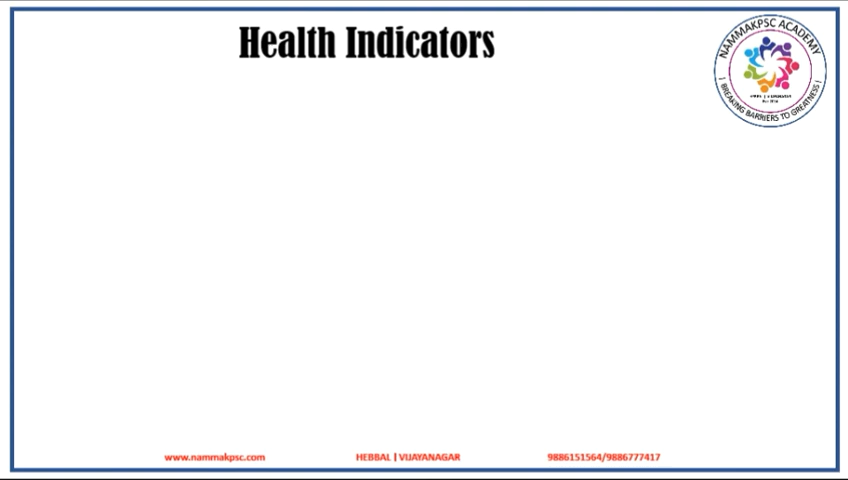 Health Indicators
NAMMAKPSC ACADEMY
! BREAKING BARRIERS TO GREATNESS !
www.nammakpsc.com
HEBBAL | VIJAYANAGAR
9886151564/9886777417